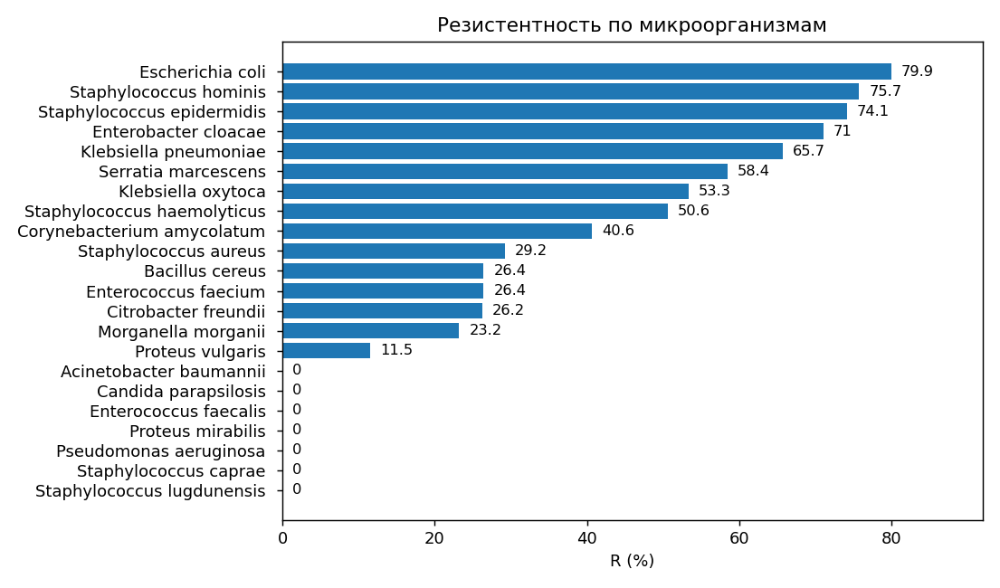 Резистентность по микроорганизмам
Escherichia coli 79.9
Staphylococcus hominis 75.7
Staphylococcus epidermidis 74.1
Enterobacter cloacae 71
Klebsiella pneumoniae 65.7
Serratia marcescens 58.4
Klebsiella oxytoca 53.3
Staphylococcus haemolyticus 50.6
Corynebacterium amycolatum 40.6
Staphylococcus aureus 29.2
Bacillus cereus 26.4
Enterococcus faecium 26.4
Citrobacter freundii 26.2
Morganella morganii 23.2
Proteus vulgaris 11.5
Acinetobacter baumannii 0
Candida parapsilosis 0
Enterococcus faecalis 0
Proteus mirabilis 0
Pseudomonas aeruginosa 0
Staphylococcus caprae 0
Staphylococcus lugdunensis 0
0 20 40 60 80
R (%)